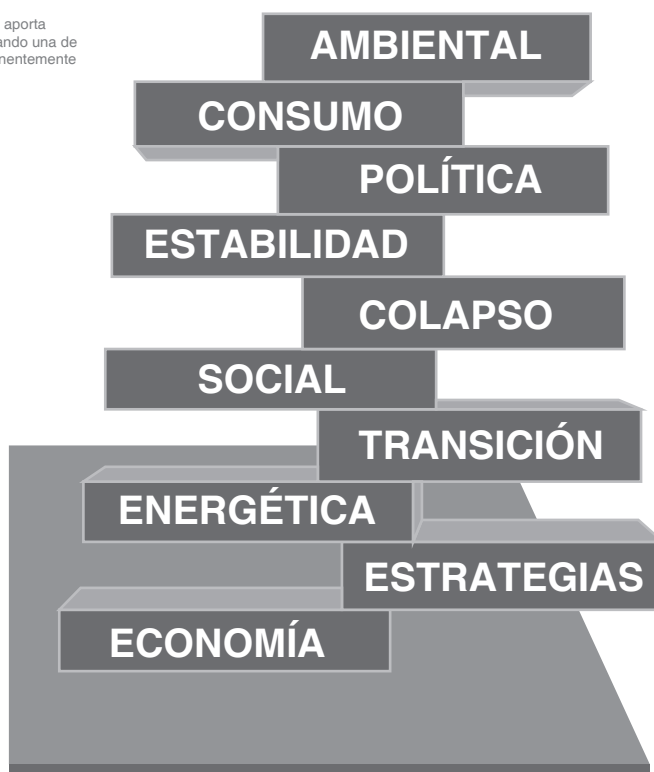 aporta
ando una de
nentemente
AMBIENTAL
CONSUMO
POLÍTICA
ESTABILIDAD
COLAPSO
SOCIAL
TRANSICIÓN
ENERGÉTICA
ESTRATEGIAS
ECONOMÍA